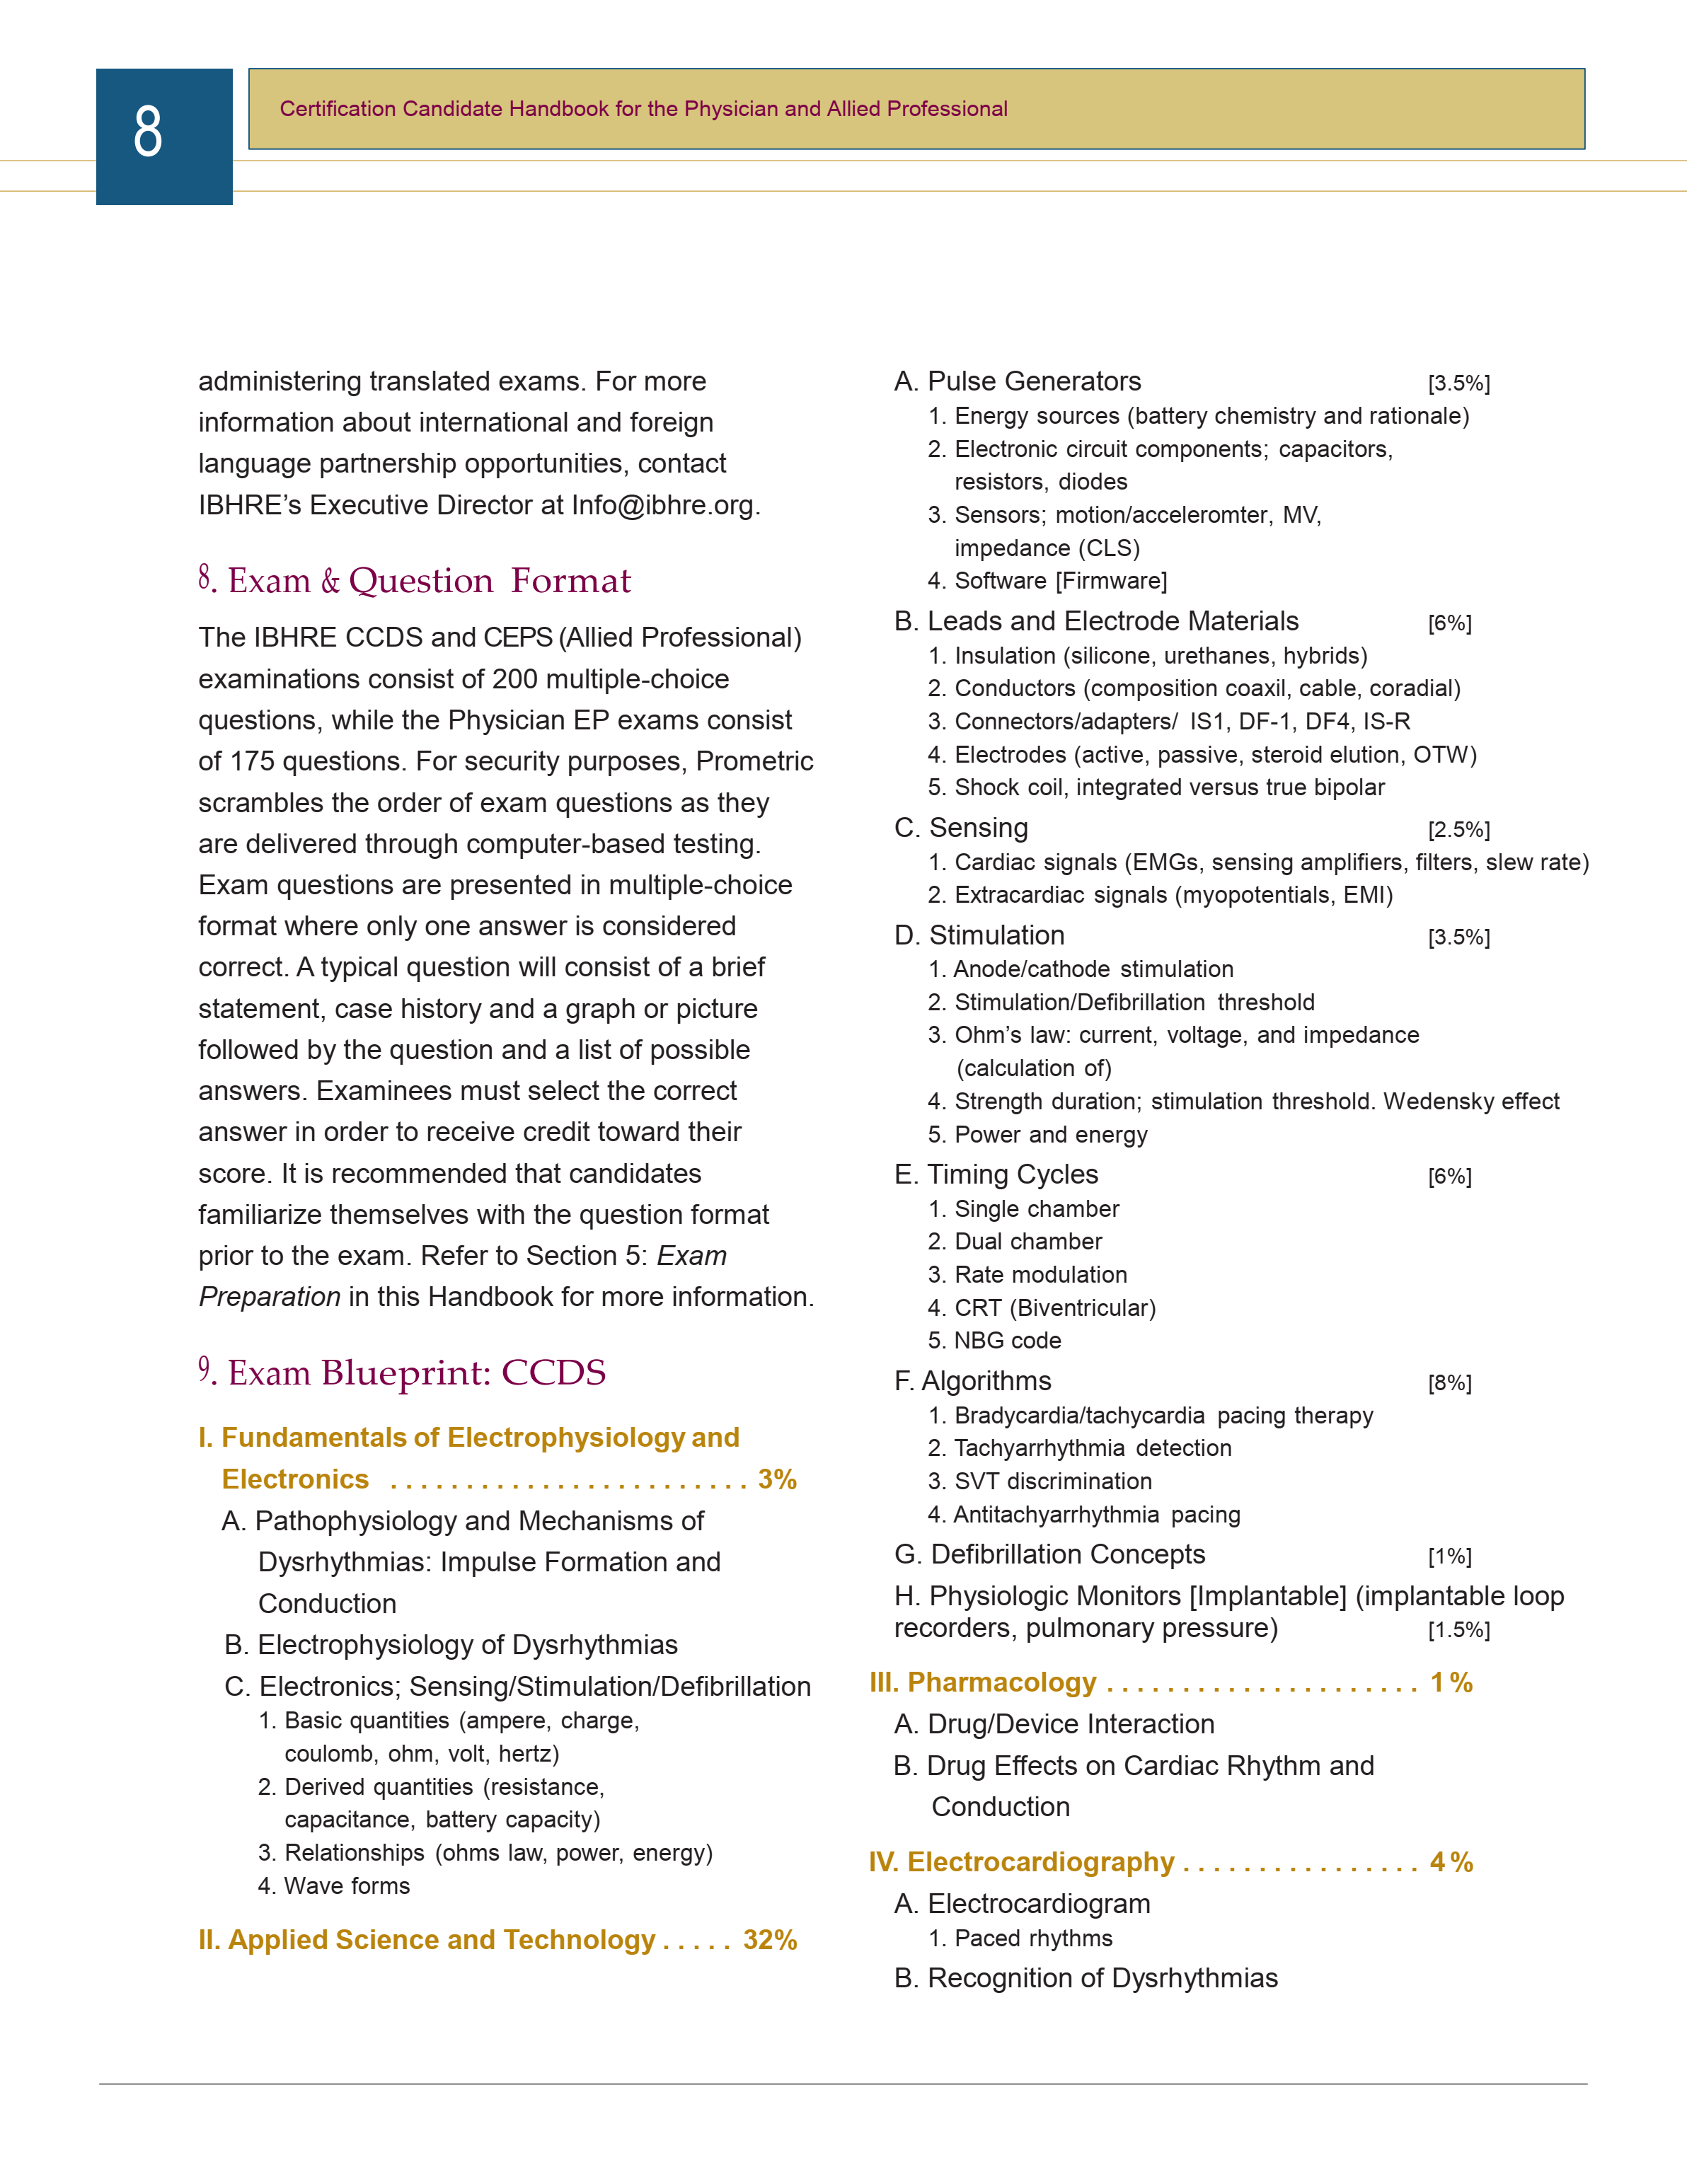 8
Certification Candidate Handbook for the Physician and Allied Professional
administering translated exams. For more
information about international and foreign
language partnership opportunities, contact
IBHRE’s Executive Director at Info@ibhre.org.
8. Exam & Question Format
The IBHRE CCDS and CEPS (Allied Professional)
examinations consist of 200 multiple-choice
questions, while the Physician EP exams consist
of 175 questions. For security purposes, Prometric
scrambles the order of exam questions as they
are delivered through computer-based testing.
Exam questions are presented in multiple-choice
format where only one answer is considered
correct. A typical question will consist of a brief
statement, case history and a graph or picture
followed by the question and a list of possible
answers. Examinees must select the correct
answer in order to receive credit toward their
score. It is recommended that candidates
familiarize themselves with the question format
prior to the exam. Refer to Section 5: Exam
Preparation in this Handbook for more information.
9. Exam Blueprint: CCDS
I. Fundamentals of Electrophysiology and
Electronics . . . . . . . . . . . . . . . . . . . . . . . . 3%
A. Pathophysiology and Mechanisms of
Dysrhythmias: Impulse Formation and
Conduction
B. Electrophysiology of Dysrhythmias
C. Electronics; Sensing/Stimulation/Defibrillation
1. Basic quantities (ampere, charge,
coulomb, ohm, volt, hertz)
2. Derived quantities (resistance,
capacitance, battery capacity)
3. Relationships (ohms law, power, energy)
4. Wave forms
II. Applied Science and Technology . . . . . 32%
A. Pulse Generators [3.5%]
1. Energy sources (battery chemistry and rationale)
2. Electronic circuit components; capacitors,
resistors, diodes
3. Sensors; motion/acceleromter, MV,
impedance (CLS)
4. Software [Firmware]
B. Leads and Electrode Materials [6%]
1. Insulation (silicone, urethanes, hybrids)
2. Conductors (composition coaxil, cable, coradial)
3. Connectors/adapters/ IS1, DF-1, DF4, IS-R
4. Electrodes (active, passive, steroid elution, OTW)
5. Shock coil, integrated versus true bipolar
C. Sensing [2.5%]
1. Cardiac signals (EMGs, sensing amplifiers, filters, slew rate)
2. Extracardiac signals (myopotentials, EMI)
D. Stimulation [3.5%]
1. Anode/cathode stimulation
2. Stimulation/Defibrillation threshold
3. Ohm’s law: current, voltage, and impedance
(calculation of)
4. Strength duration; stimulation threshold. Wedensky effect
5. Power and energy
E. Timing Cycles [6%]
1. Single chamber
2. Dual chamber
3. Rate modulation
4. CRT (Biventricular)
5. NBG code
F. Algorithms [8%]
1. Bradycardia/tachycardia pacing therapy
2. Tachyarrhythmia detection
3. SVT discrimination
4. Antitachyarrhythmia pacing
G. Defibrillation Concepts [1%]
H. Physiologic Monitors [Implantable] (implantable loop
recorders, pulmonary pressure) [1.5%]
III. Pharmacology . . . . . . . . . . . . . . . . . . . . . 1%
A. Drug/Device Interaction
B. Drug Effects on Cardiac Rhythm and
Conduction
IV. Electrocardiography . . . . . . . . . . . . . . . . 4%
A. Electrocardiogram
1. Paced rhythms
B. Recognition of Dysrhythmias